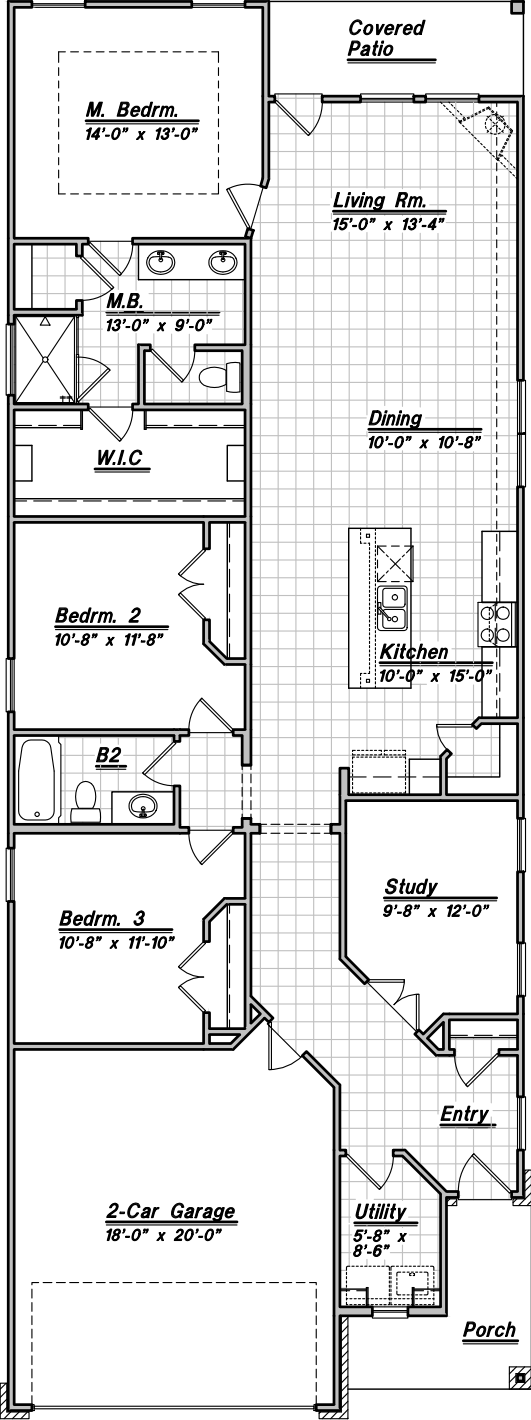 Covered
Patio
M. Bedrm.
14'-0" x 13'-0"
Living Rm.
15'-0" x 13'-4"
M.B.
13'-0" x 9'-0"
Dining
10'-0" x 10'-8"
W.I.C
Bedrm. 2
10'-8" x 11'-8"
Kitchen
10'-0" x 15'-0"
B2
Study
9'-8" x 12'-0"
Bedrm. 3
10'-8" x 11'-10"
Entry
2-Car Garage
18'-0" x 20'-0"
Utility
5'-8" x
8'-6"
Porch